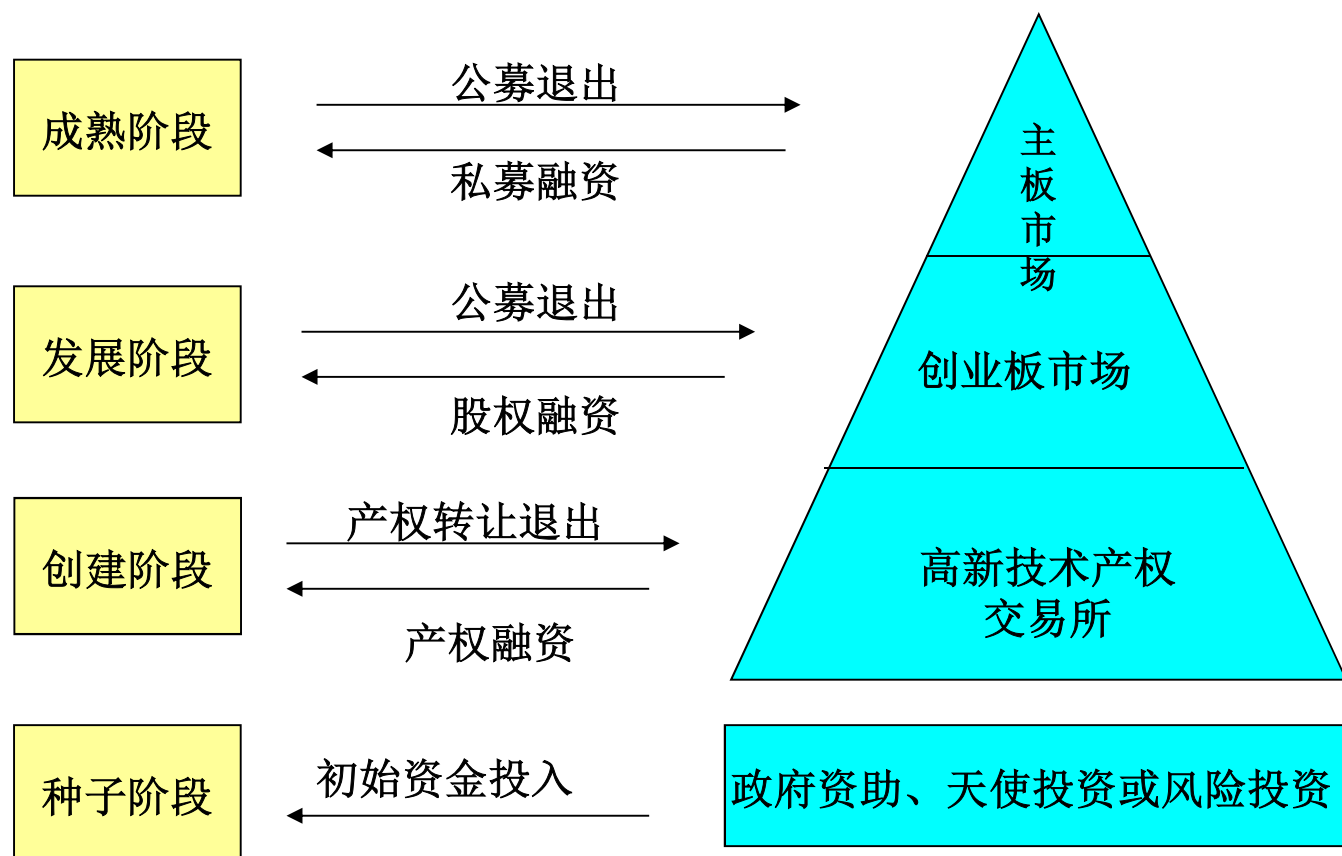 公募退出
成熟阶段
主板市场
私募融资
公募退出
发展阶段
创业板市场
股权融资
产权转让退出
创建阶段
高新技术产权
交易所
产权融资
初始资金投入
种子阶段
政府资助、天使投资或风险投资